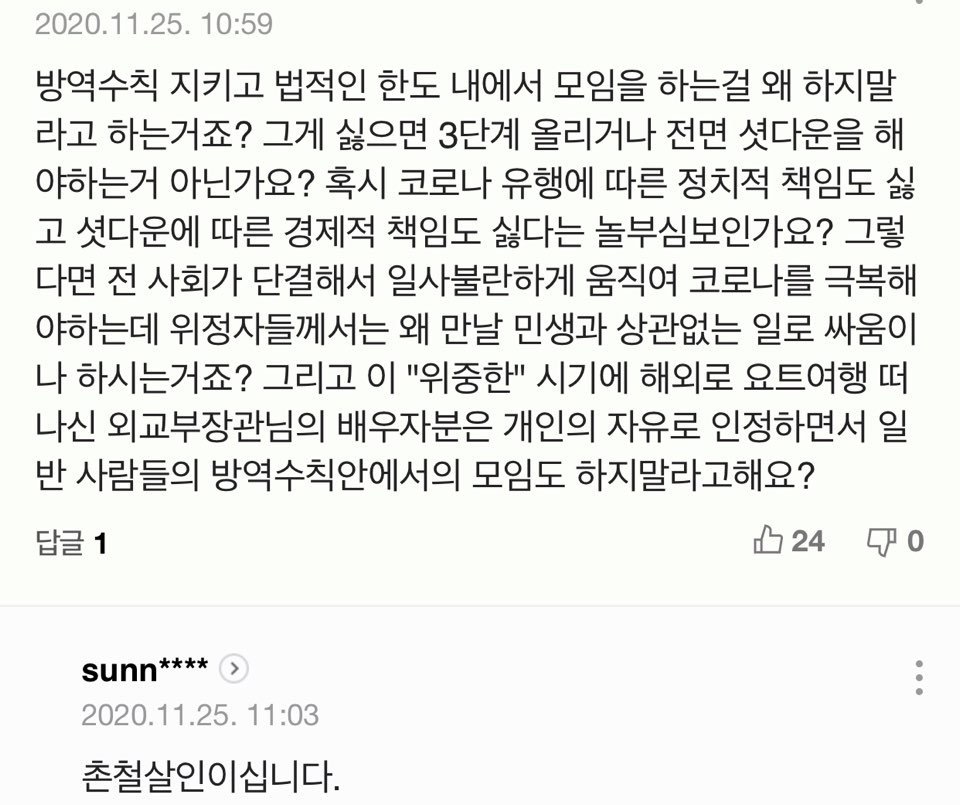 2020.11.25. 10:59
방역수칙 지키고 법적인 한도 내에서 모임을 하는걸 왜 하지말
라고 하는거죠? 그게 싫으면 3단계 올리거나 전면 셧다운을 해
야하는거 아닌가요? 혹시 코로나 유행에 따른 정치적 책임도 싫
고 셧다운에 따른 경제적 책임도 싫다는 놀부심보인가요? 그렇
다면 전 사회가 단결해서 일사불란하게 움직여 코로나를 극복해
야하는데 위정자들께서는 왜 만날 민생과 상관없는 일로 싸움이
나 하시는거죠? 그리고 이 "위중한" 시기에 해외로 요트여행 떠
나신 외교부장관님의 배우자분은 개인의 자유로 인정하면서 일
반 사람들의 방역수칙안에서의 모임도 하지말라고해요?
답글 1
24
0
sunn****
2020.11.25. 11:03
촌철살인이십니다.